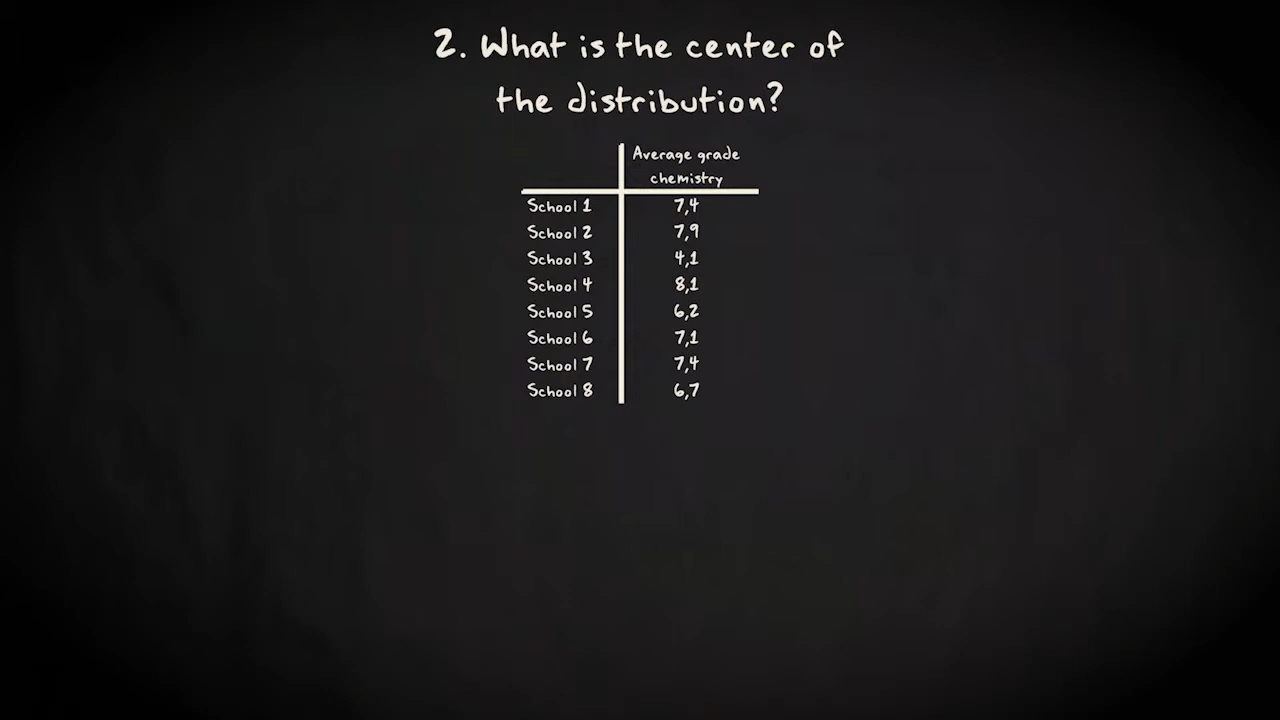 2. What is the center of
the distribution?
Average grade
chemistry
School 1 7,4
School 2 7,9
School 3 4,1
School 4 8,1
School 5 6,2
School 6 7,1
School 7 7,4
School 8 6,7